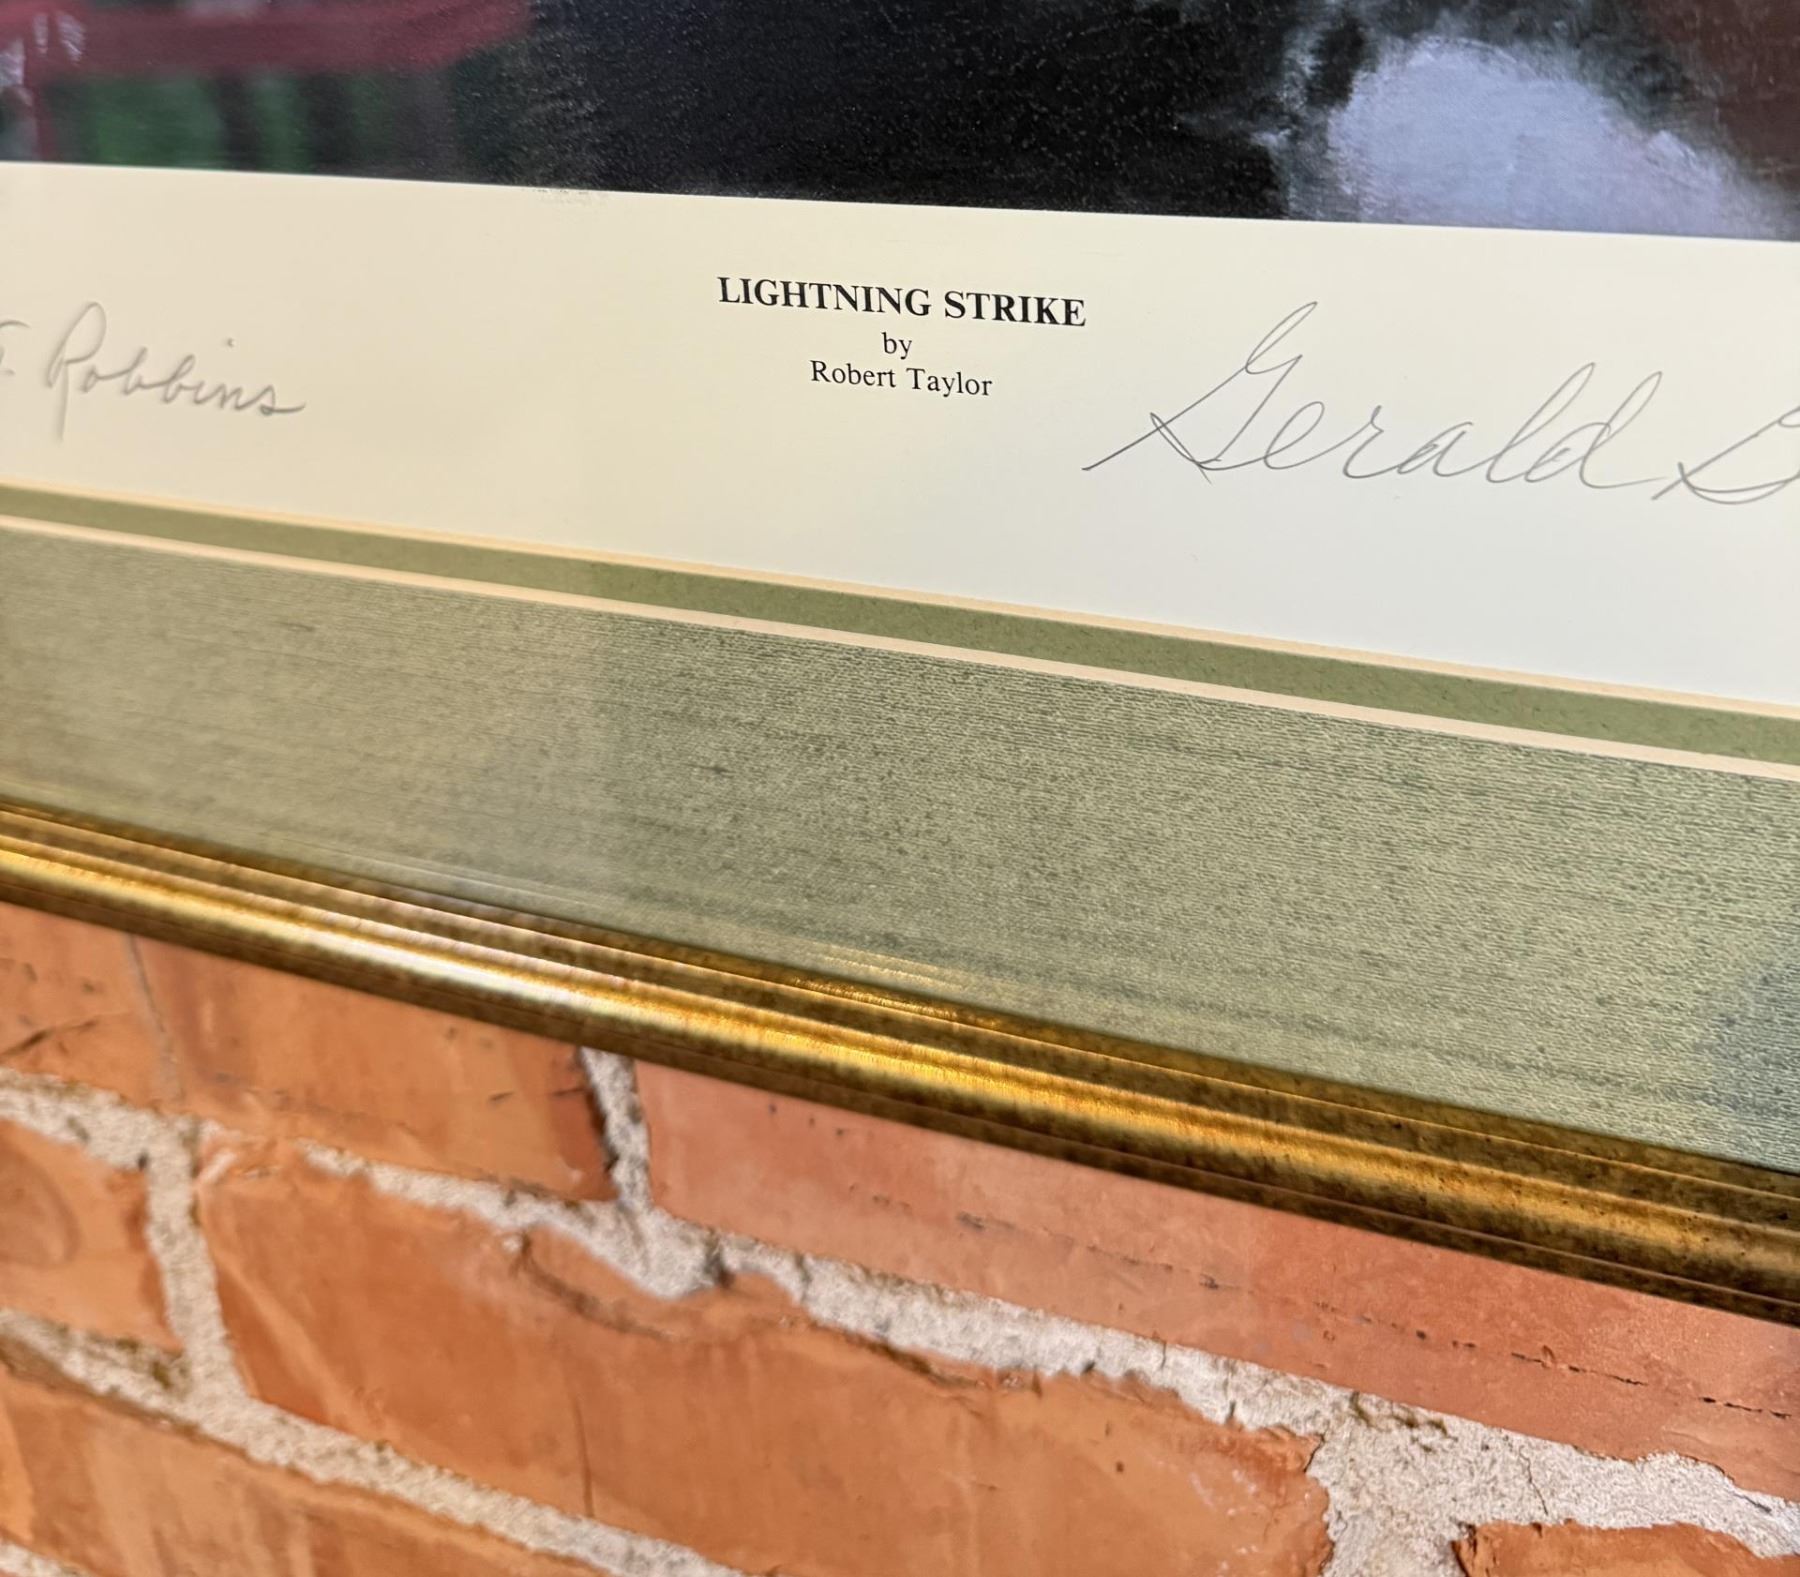 LIGHTNING STRIKE
by
Robert Taylor
Robbins
Gerald